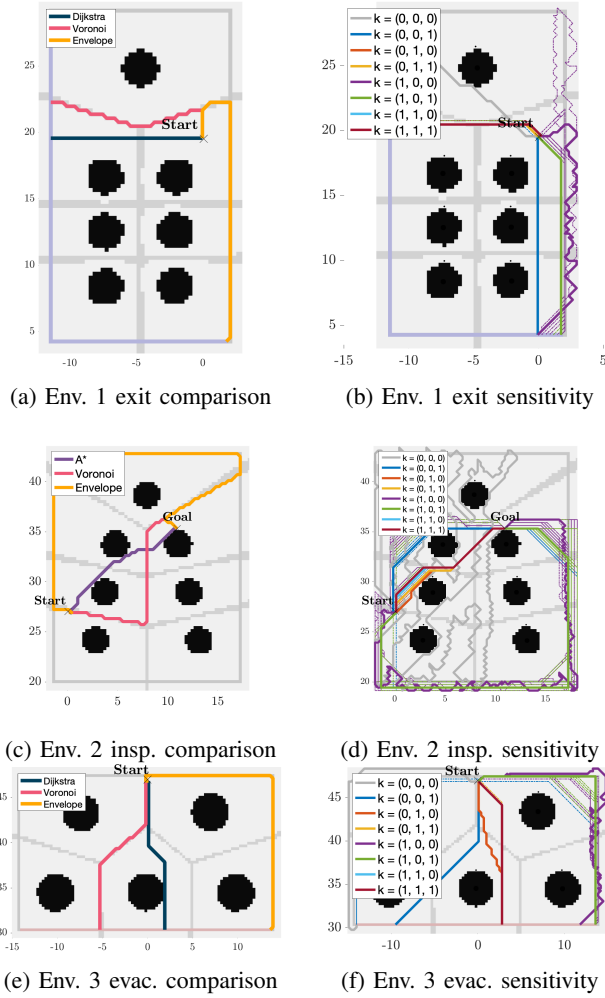 Dijkstra
Voronoi
Envelope
Start
25
20
15
10
5
-10
-5
0
(a) Env. 1 exit comparison
k = (0, 0, 0)
k = (0, 0, 1)
k = (0, 1, 0)
k = (0, 1, 1)
k = (1, 0, 0)
k = (1, 0, 1)
k = (1, 1, 0)
k = (1, 1, 1)
Start
25
20
15
10
5
-15
-10
-5
0
5
(b) Env. 1 exit sensitivity
A*
Voronoi
Envelope
Goal
Start
40
35
30
25
20
0
5
10
15
(c) Env. 2 insp. comparison
k = (0, 0, 0)
k = (0, 0, 1)
k = (0, 1, 0)
k = (0, 1, 1)
k = (1, 0, 0)
k = (1, 0, 1)
k = (1, 1, 0)
k = (1, 1, 1)
Goal
Start
40
35
30
25
20
0
5
10
15
(d) Env. 2 insp. sensitivity
Start
Dijkstra
Voronoi
Envelope
45
40
35
30
-10
-5
0
5
10
(e) Env. 3 evac. comparison
Start
k = (0, 0, 0)
k = (0, 0, 1)
k = (0, 1, 0)
k = (0, 1, 1)
k = (1, 0, 0)
k = (1, 0, 1)
k = (1, 1, 0)
k = (1, 1, 1)
45
40
35
30
-10
0
10
(f) Env. 3 evac. sensitivity